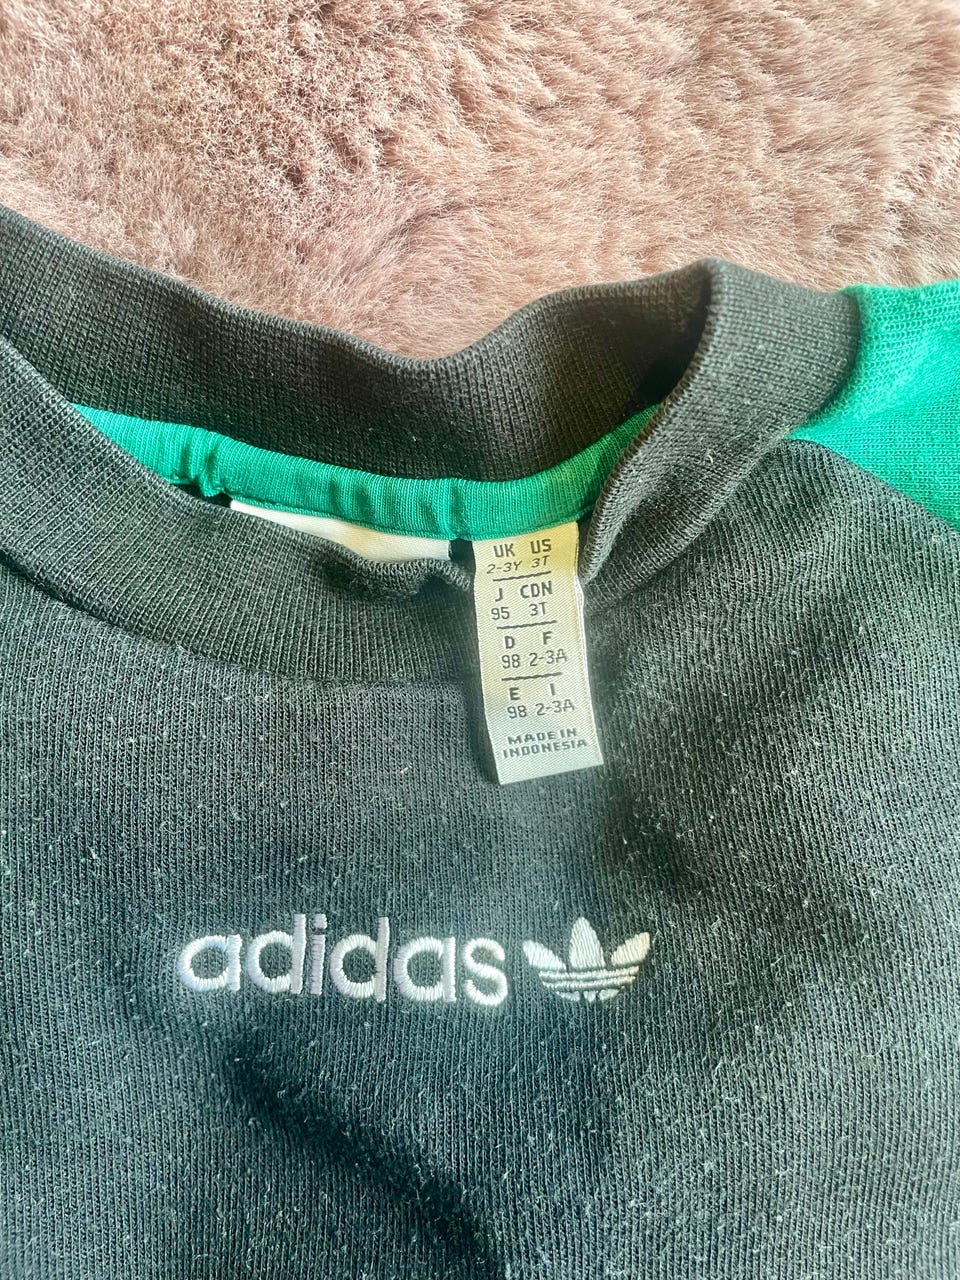 UK US
2-3Y 3T
J CDN
95 3T
D F
98 2-3A
E I
98 2-3A
MADE IN
INDONESIA
adidas